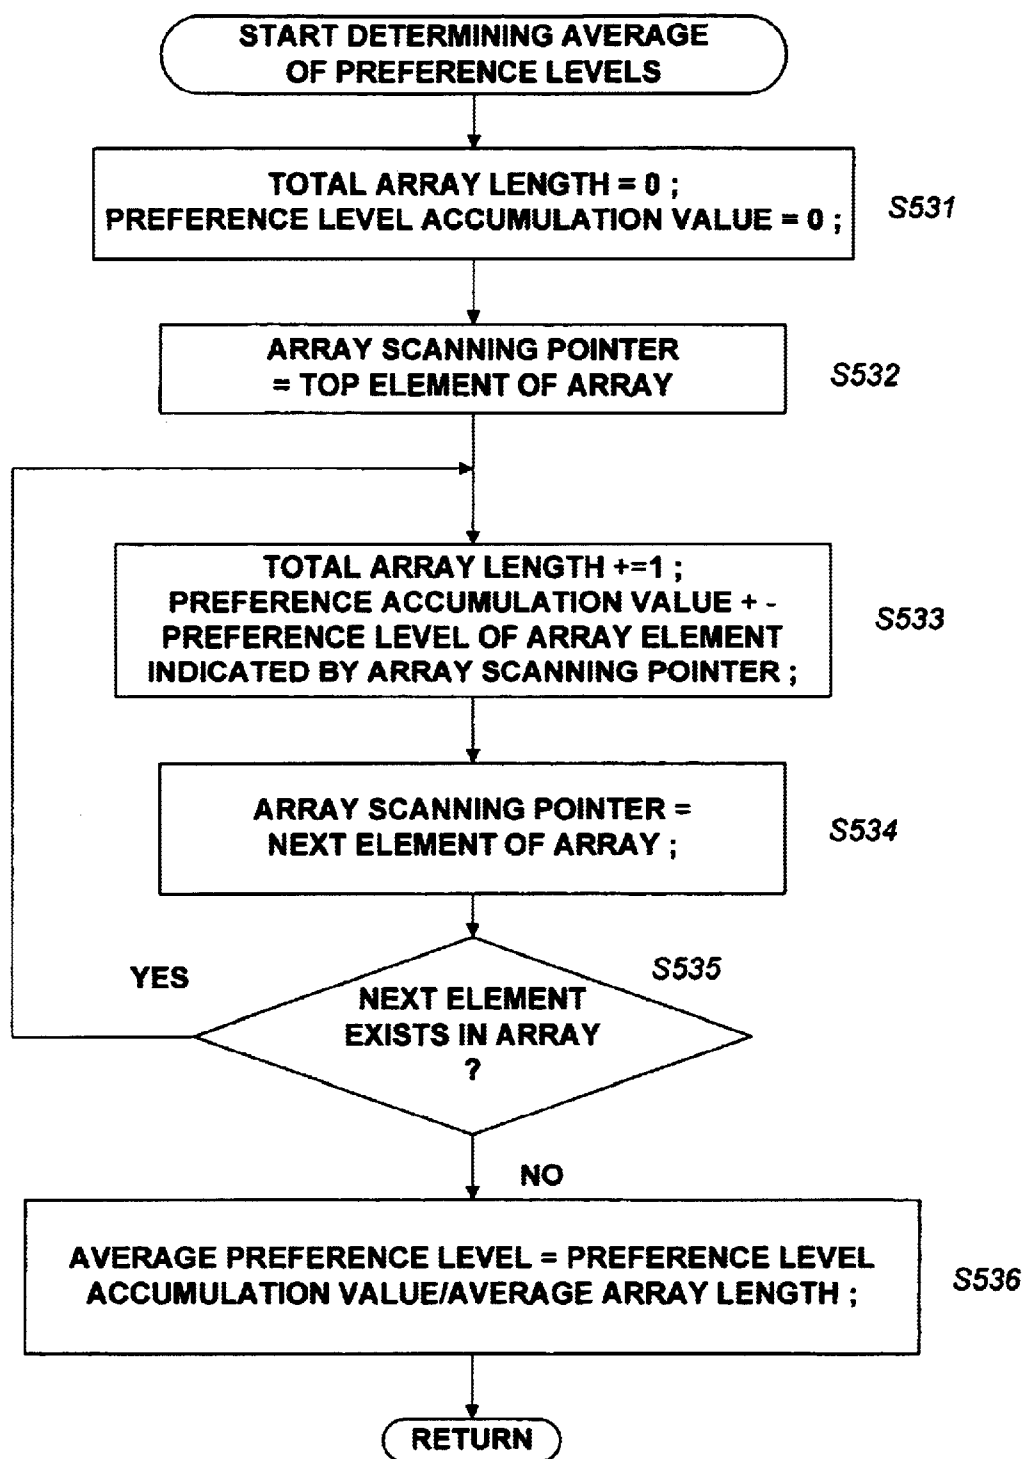 START DETERMINING AVERAGE
OF PREFERENCE LEVELS
TOTAL ARRAY LENGTH = 0 ;
PREFERENCE LEVEL ACCUMULATION VALUE = 0 ;
S531
ARRAY SCANNING POINTER
= TOP ELEMENT OF ARRAY
S532
TOTAL ARRAY LENGTH +=1 ;
PREFERENCE ACCUMULATION VALUE + -
PREFERENCE LEVEL OF ARRAY ELEMENT
INDICATED BY ARRAY SCANNING POINTER ;
S533
ARRAY SCANNING POINTER =
NEXT ELEMENT OF ARRAY ;
S534
S535
YES
NEXT ELEMENT
EXISTS IN ARRAY
?
NO
AVERAGE PREFERENCE LEVEL = PREFERENCE LEVEL
ACCUMULATION VALUE/AVERAGE ARRAY LENGTH ;
S536
RETURN